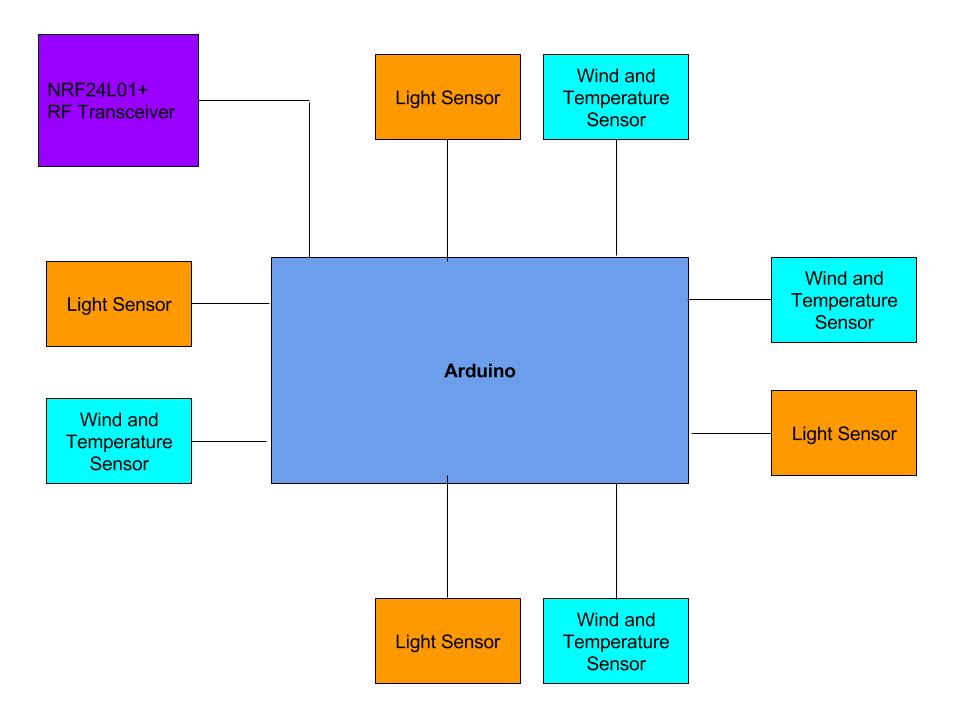 NRF24L01+
RF Transceiver
Light Sensor
Wind and
Temperature
Sensor
Light Sensor
Wind and
Temperature
Sensor
Arduino
Wind and
Temperature
Sensor
Light Sensor
Light Sensor
Wind and
Temperature
Sensor